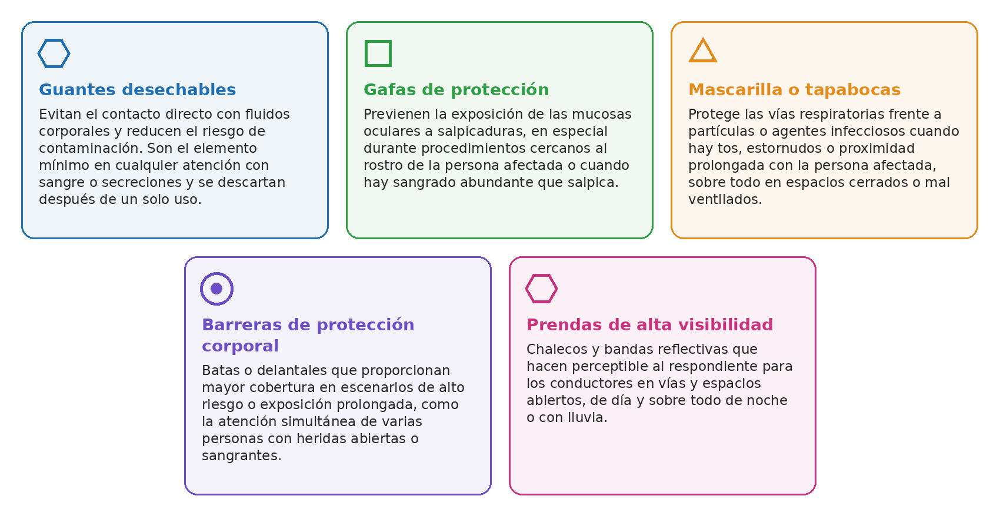 Guantes desechables
Evitan el contacto directo con fluidos
corporales y reducen el riesgo de
contaminación. Son el elemento
mínimo en cualquier atención con
sangre o secreciones y se descartan
después de un solo uso.
Gafas de protección
Previenen la exposición de las mucosas
oculares a salpicaduras, en especial
durante procedimientos cercanos al
rostro de la persona afectada o cuando
hay sangrado abundante que salpica.
Mascarilla o tapabocas
Protege las vías respiratorias frente a
partículas o agentes infecciosos cuando
hay tos, estornudos o proximidad
prolongada con la persona afectada,
sobre todo en espacios cerrados o mal
ventilados.
Barreras de protección
corporal
Batas o delantales que proporcionan
mayor cobertura en escenarios de alto
riesgo o exposición prolongada, como
la atención simultánea de varias
personas con heridas abiertas o
sangrantes.
Prendas de alta visibilidad
Chalecos y bandas reflectivas que
hacen perceptible al respondiente para
los conductores en vías y espacios
abiertos, de día y sobre todo de noche
o con lluvia.